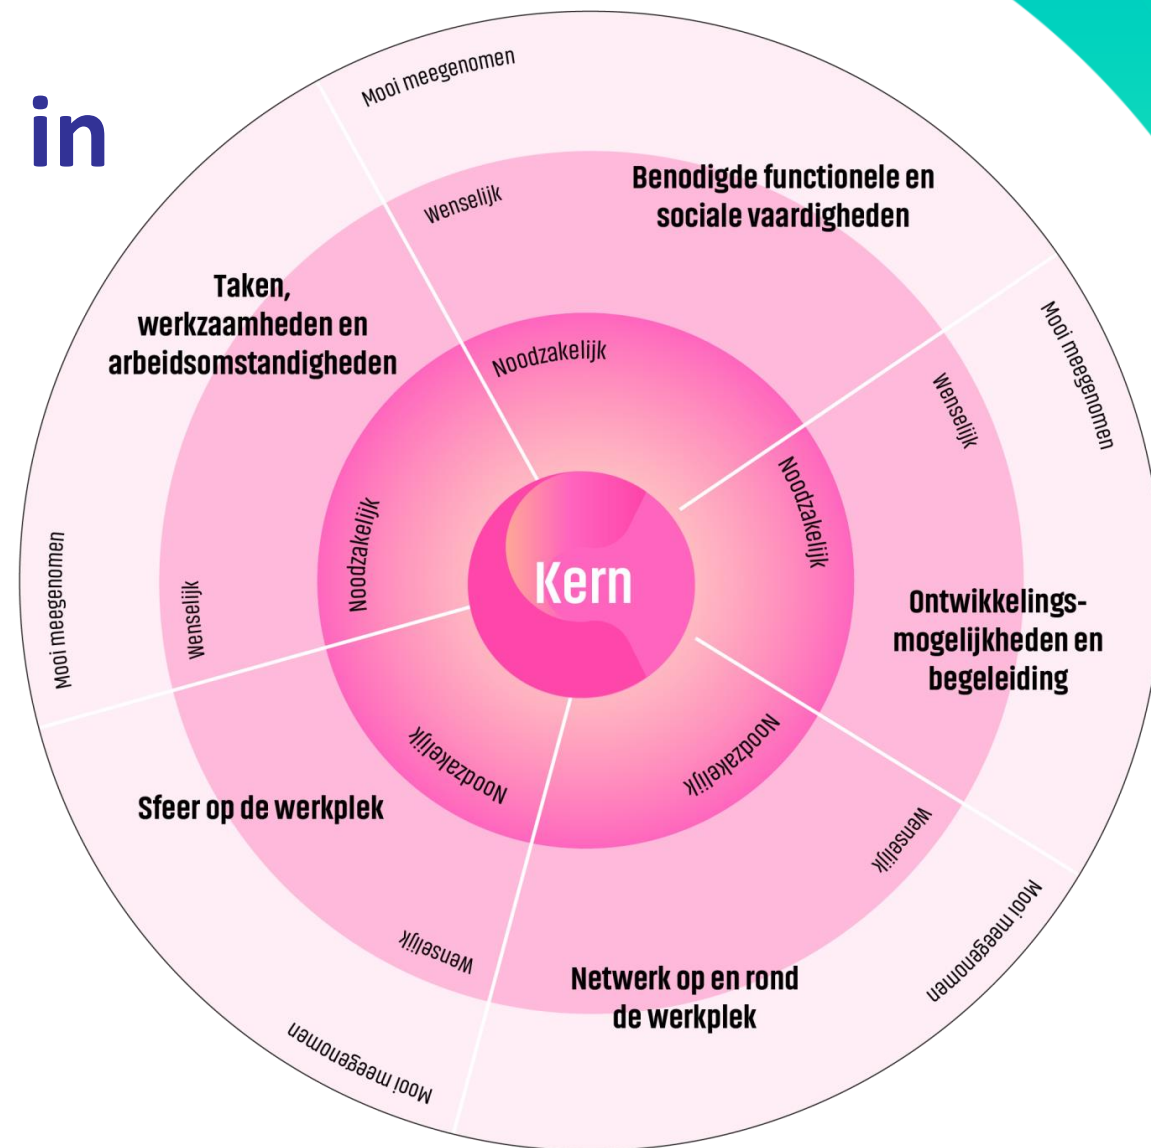 in
Mooi meegenomen
Wenselijk
Noodzakelijk
Benodigde functionele en
sociale vaardigheden
Mooi meegenomen
Wenselijk
Noodzakelijk
Ontwikkelings-
mogelijkheden en
begeleiding
Noodzakelijk
Wenselijk
Mooi meegenomen
Netwerk op en rond
de werkplek
Noodzakelijk
Wenselijk
Mooi meegenomen
Sfeer op de werkplek
Taken,
werkzaamheden en
arbeidsomstandigheden
Noodzakelijk
Wenselijk
Mooi meegenomen
Kern